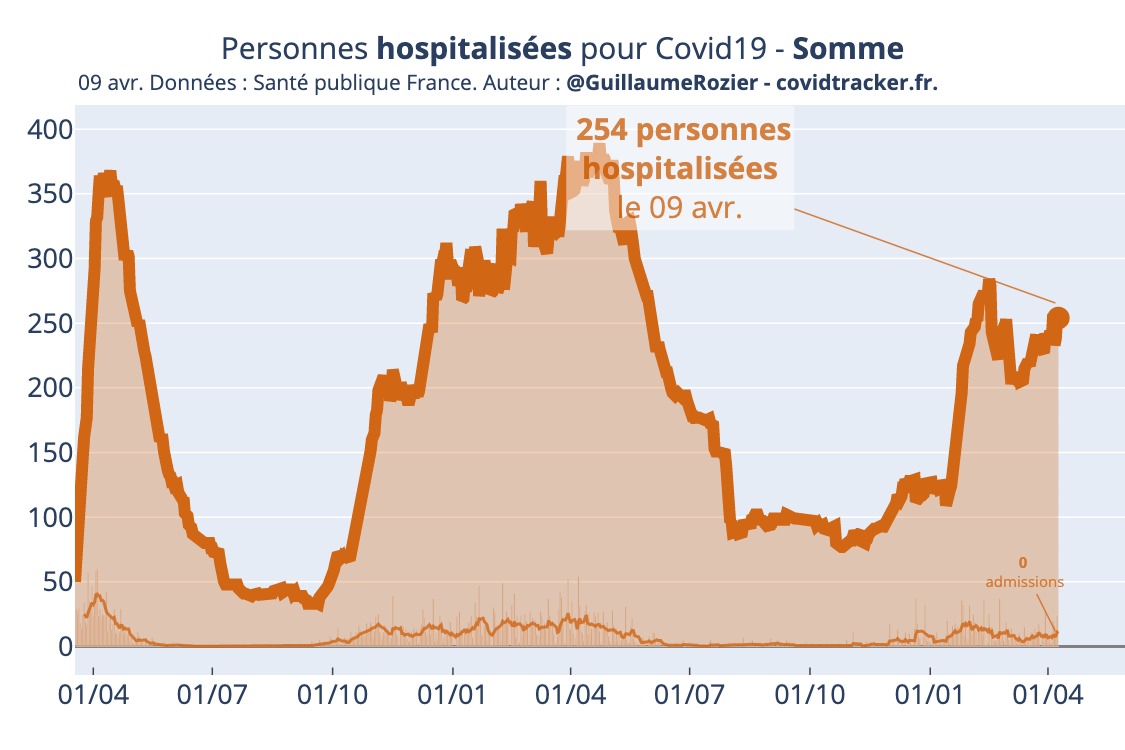 Personnes hospitalisées pour Covid19 - Somme
09 avr. Données : Santé publique France. Auteur : @GuillaumeRozier - covidtracker.fr.
254 personnes
hospitalisées
le 09 avr.
400
350
300
250
200
150
100
50
0
0
admissions
01/04 01/07 01/10 01/01 01/04 01/07 01/10 01/01 01/04